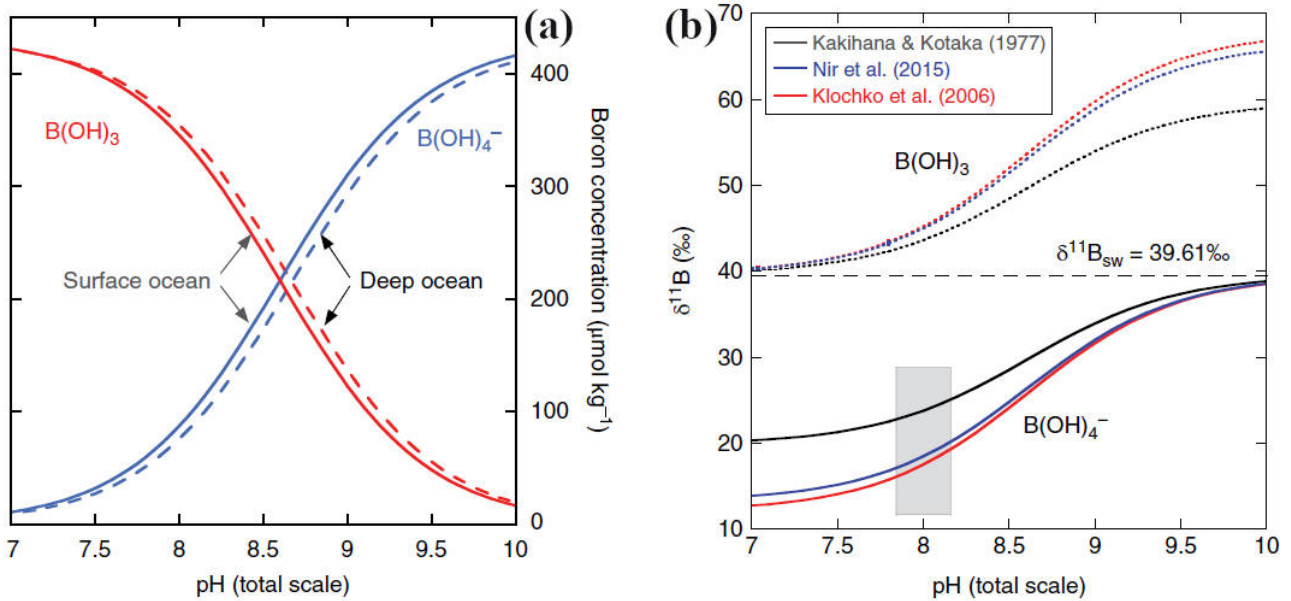 (a)
B(OH)₃
B(OH)₄⁻
Surface ocean
Deep ocean
400
300
200
100
0
Boron concentration (μmol kg⁻¹)
7 7.5 8 8.5 9 9.5 10
pH (total scale)
(b)
70
60
50
40
30
20
10
δ¹¹B (‰)
Kakihana & Kotaka (1977)
Nir et al. (2015)
Klochko et al. (2006)
B(OH)₃
δ¹¹Bsw = 39.61‰
B(OH)₄⁻
7 7.5 8 8.5 9 9.5 10
pH (total scale)